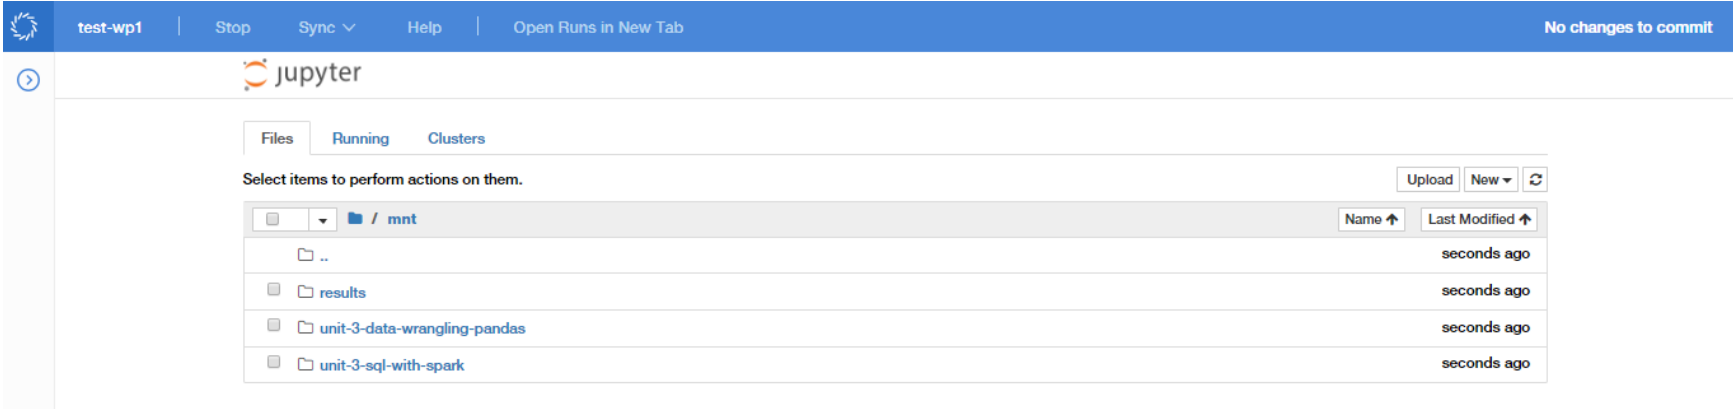 test-wp1 Stop Sync Help Open Runs in New Tab No changes to commit
jupyter
Files Running Clusters
Select items to perform actions on them. Upload New
/ mnt Name Last Modified
.. seconds ago
results seconds ago
unit-3-data-wrangling-pandas seconds ago
unit-3-sql-with-spark seconds ago